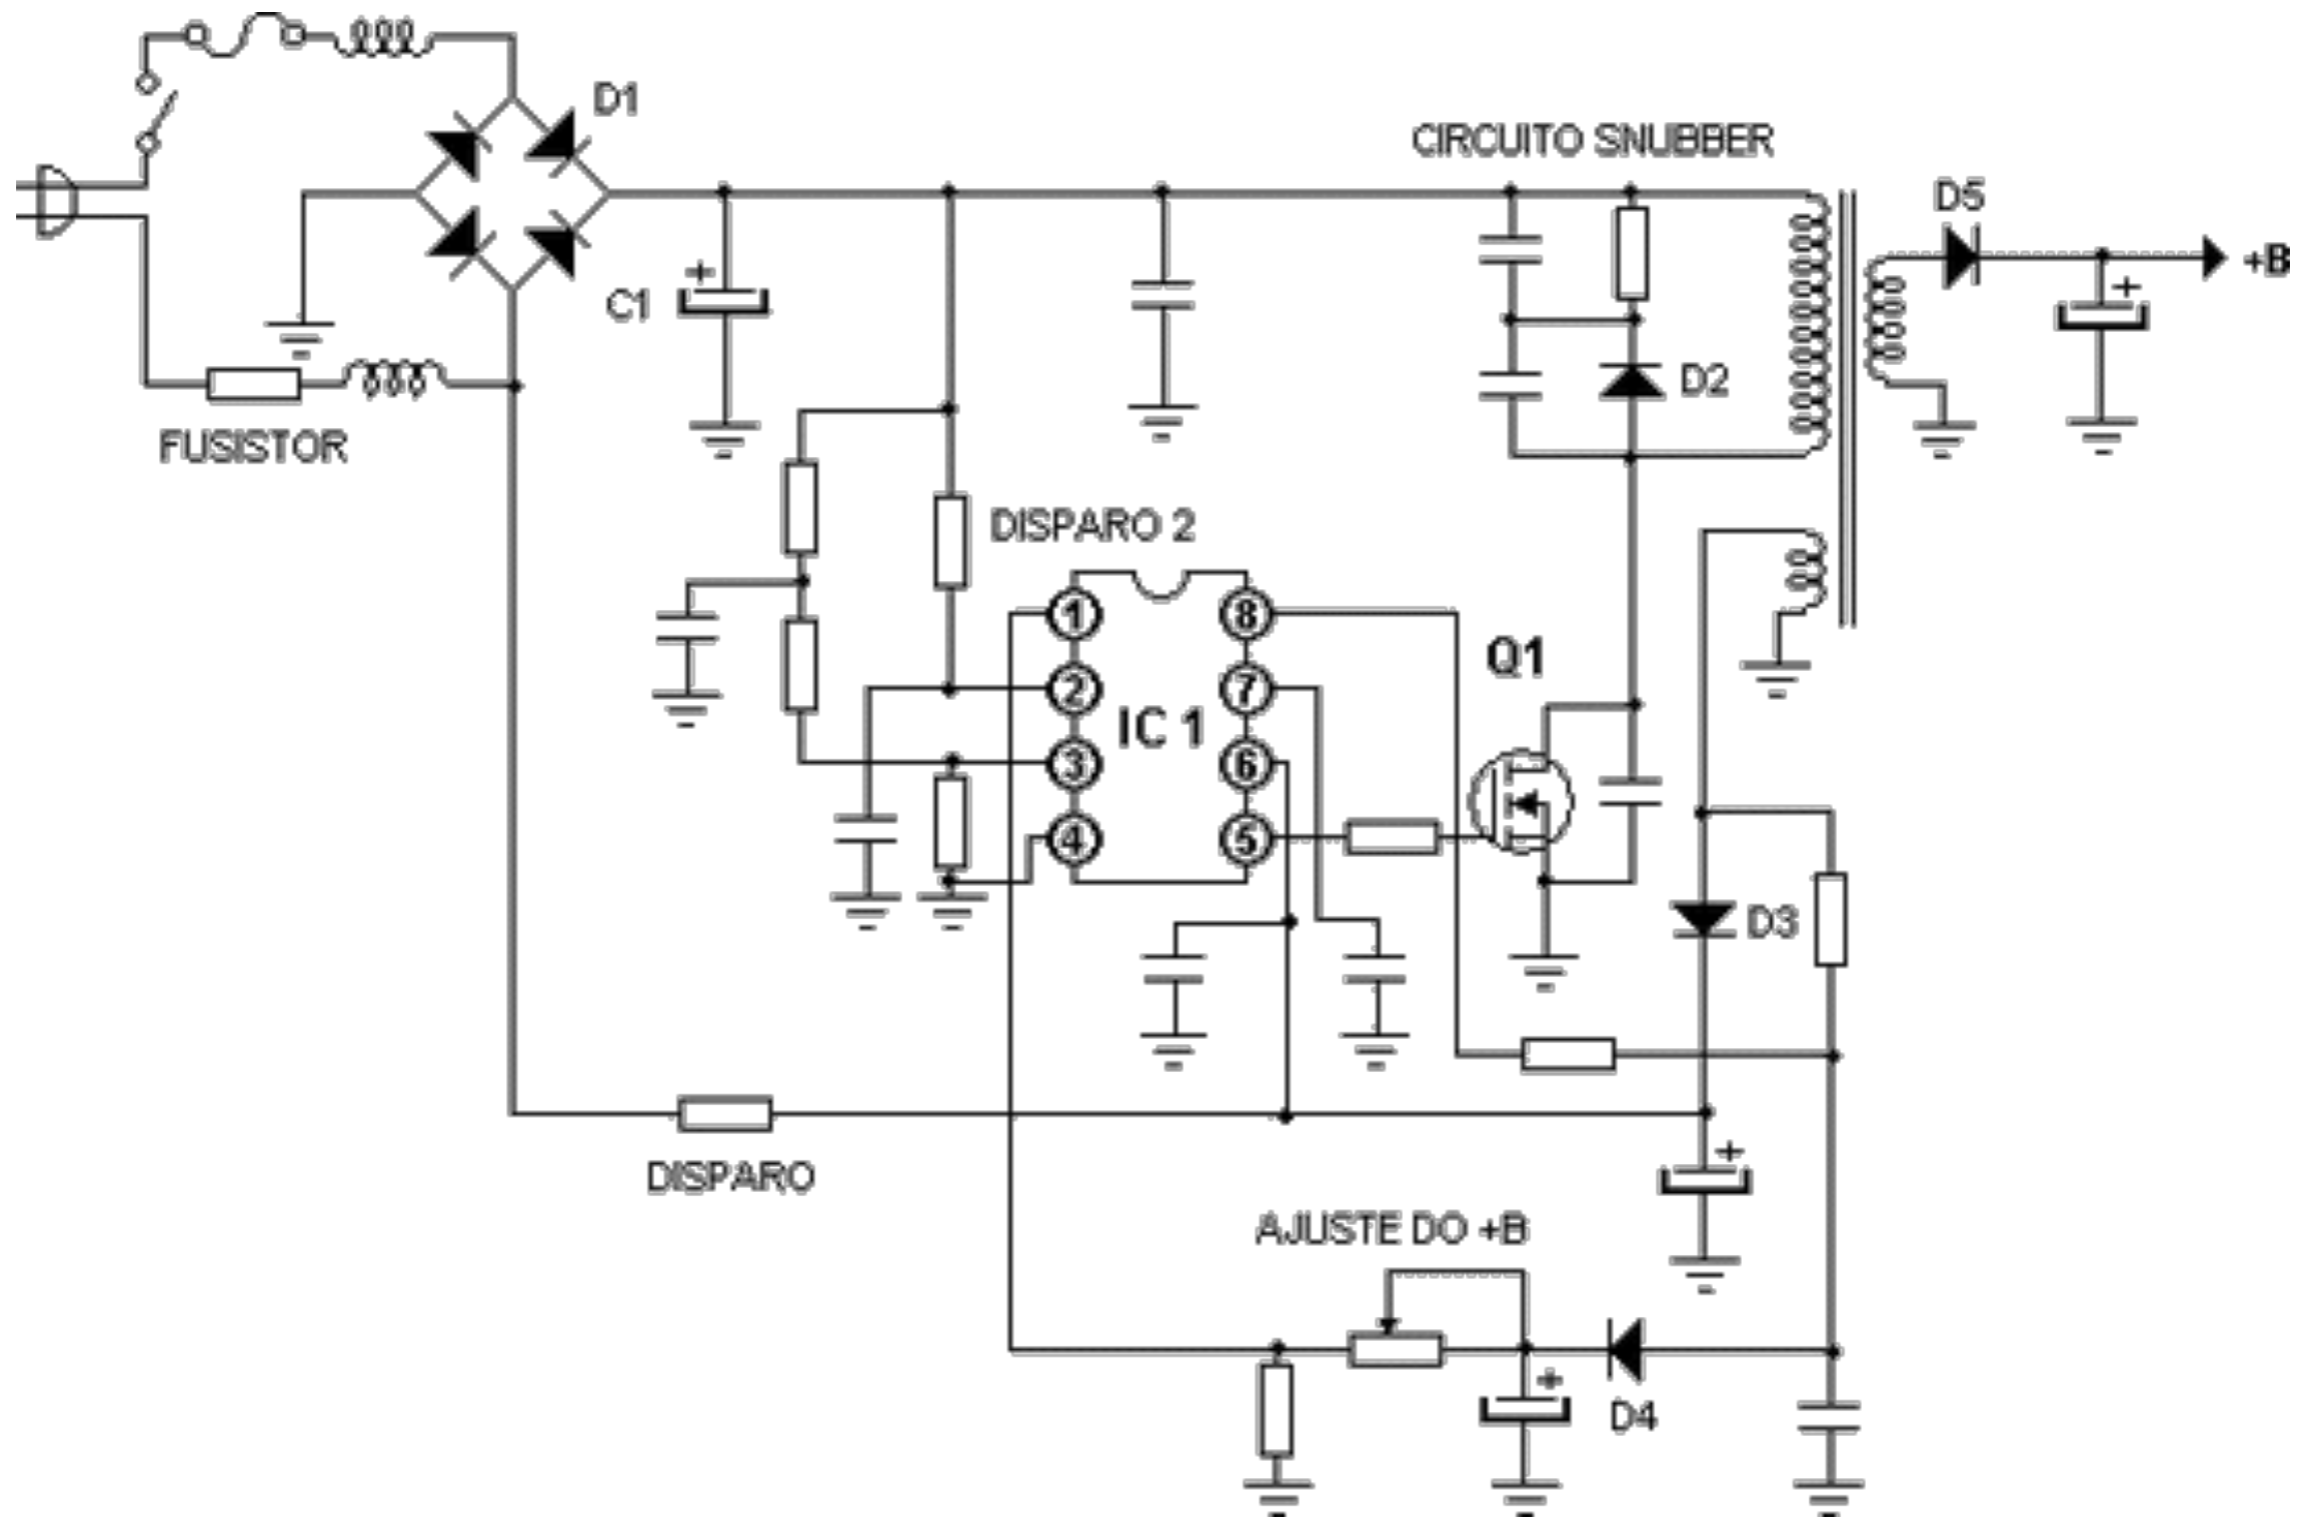 D1
CIRCUITO SNUBBER
D5
+B
+
C1
+
D2
FUSISTOR
DISPARO 2
1
8
2
7
IC 1
Q1
3
6
4
5
D3
DISPARO
+
AJUSTE DO +B
+
D4